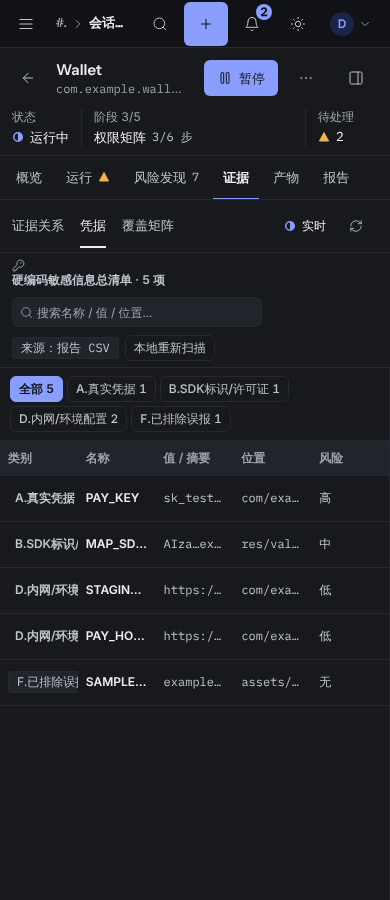 #. 会话…
2
D
Wallet
com.example.wall…
暂停
状态
运行中
阶段 3/5
权限矩阵 3/6 步
待处理
2
概览 运行 风险发现 7 证据 产物 报告
证据关系 凭据 覆盖矩阵 实时
硬编码敏感信息总清单 · 5 项
搜索名称 / 值 / 位置…
来源：报告 CSV 本地重新扫描
全部 5 A.真实凭据 1 B.SDK标识/许可证 1
D.内网/环境配置 2 F.已排除误报 1
类别 名称 值 / 摘要 位置 风险
A.真实凭据 PAY_KEY sk_test… com/exa… 高
B.SDK标识/ MAP_SD… AIza…ex… res/val… 中
D.内网/环境 STAGIN… https:/… com/exa… 低
D.内网/环境 PAY_HO… https:/… com/exa… 低
F.已排除误 SAMPLE… example… assets/… 无